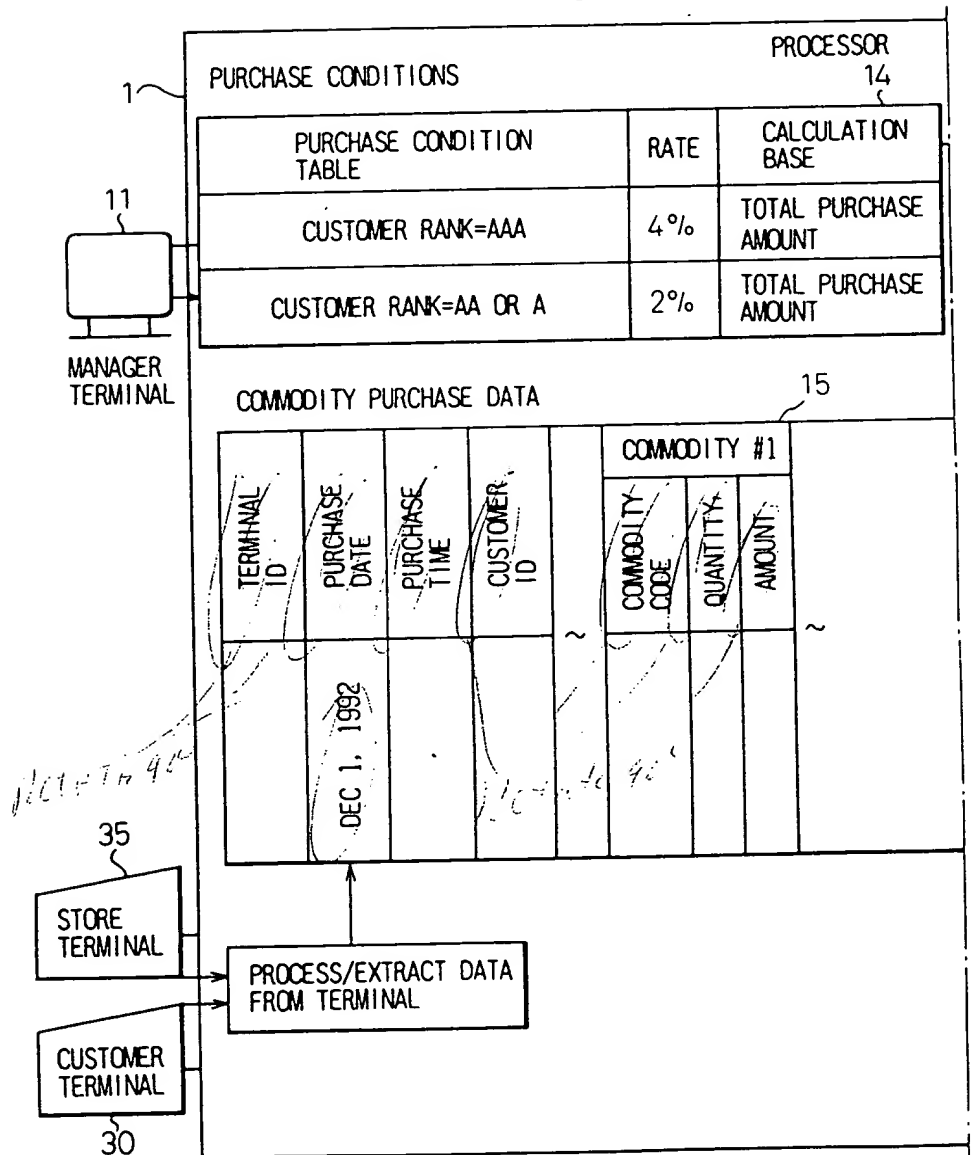 PROCESSOR
14
PURCHASE CONDITIONS
1
PURCHASE CONDITION
TABLE
RATE
CALCULATION
BASE
CUSTOMER RANK=AAA
4%
TOTAL PURCHASE
AMOUNT
CUSTOMER RANK=AA OR A
2%
TOTAL PURCHASE
AMOUNT
11
MANAGER
TERMINAL
COMMODITY PURCHASE DATA
15
COMMODITY #1
TERMINAL
ID
PURCHASE
DATE
PURCHASE
TIME
CUSTOMER
ID
~
COMMODITY
CODE
QUANTITY
AMOUNT
~
DEC 1, 1992
35
STORE
TERMINAL
PROCESS/EXTRACT DATA
FROM TERMINAL
CUSTOMER
TERMINAL
30